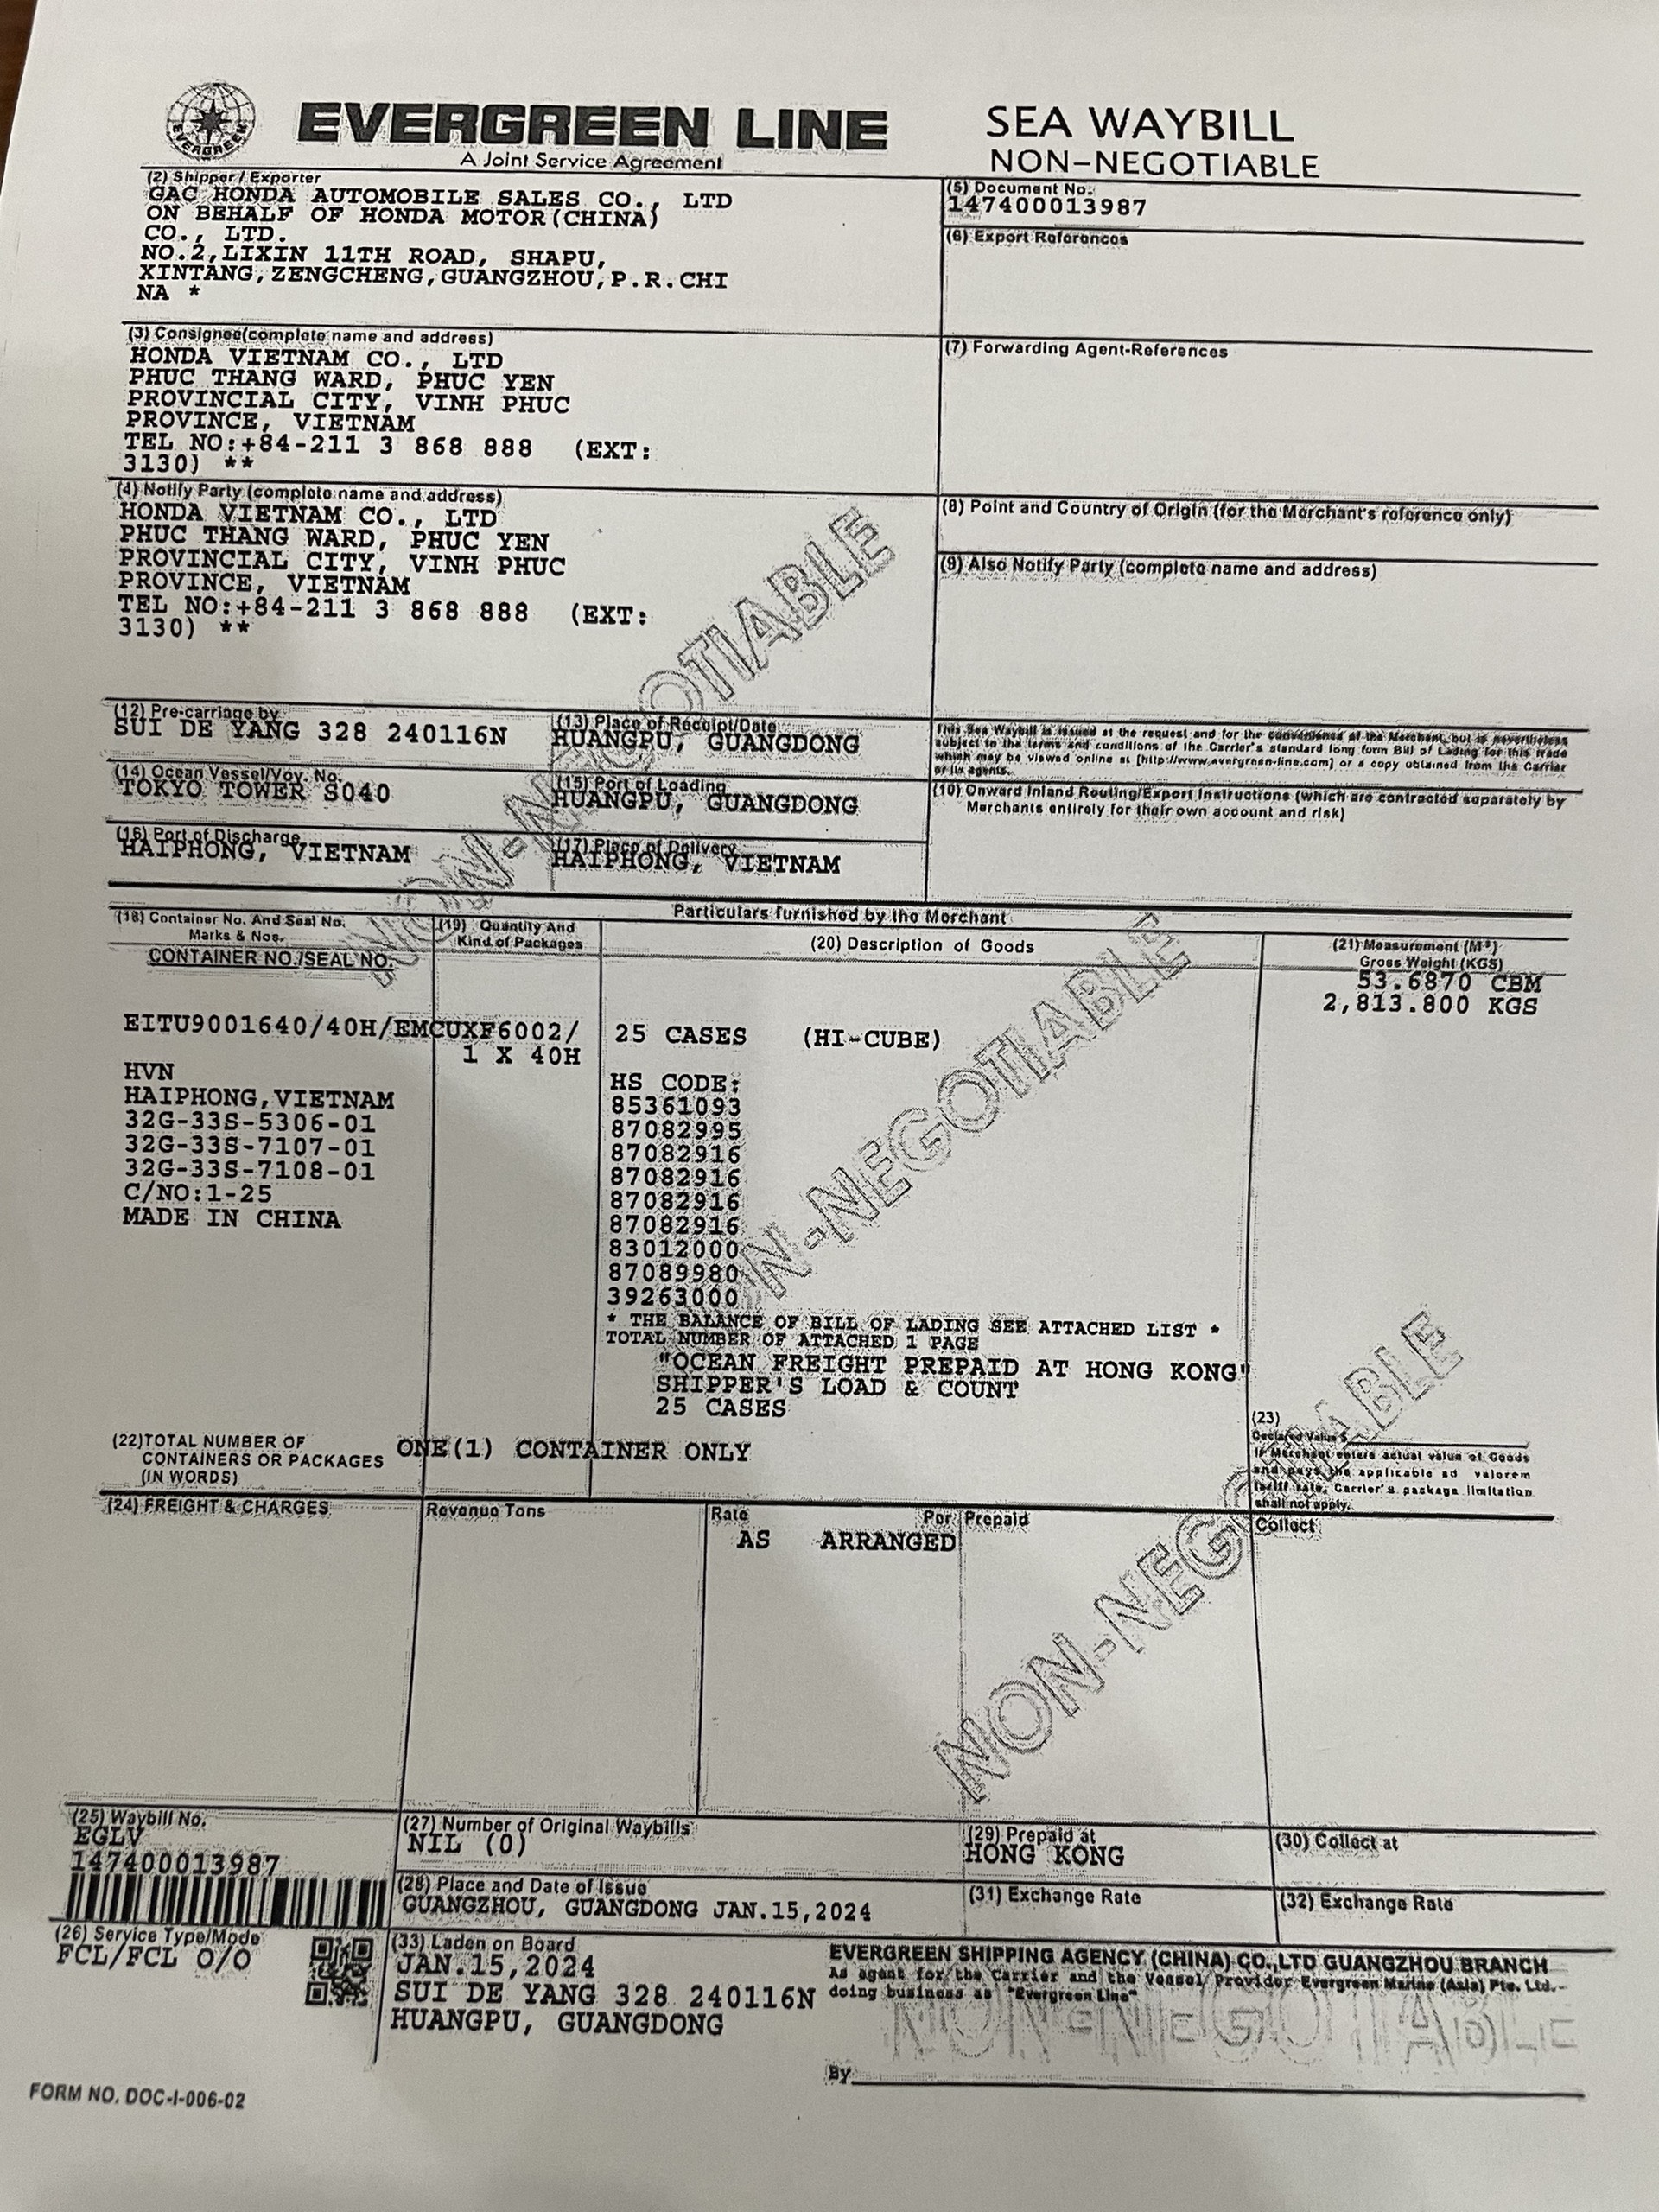 EVERGREEN
EVERGREEN LINE
A Joint Service Agreement
SEA WAYBILL
NON-NEGOTIABLE
(2) Shipper / Exporter
GAC HONDA AUTOMOBILE SALES CO., LTD
ON BEHALF OF HONDA MOTOR(CHINA)
CO., LTD.
NO.2,LIXIN 11TH ROAD, SHAPU,
XINTANG,ZENGCHENG,GUANGZHOU,P.R.CHI
NA *
(5) Document No.
147400013987
(6) Export References
(3) Consignee(complete name and address)
HONDA VIETNAM CO., LTD
PHUC THANG WARD, PHUC YEN
PROVINCIAL CITY, VINH PHUC
PROVINCE, VIETNAM
TEL NO:+84-211 3 868 888 (EXT:
3130) **
(7) Forwarding Agent-References
(4) Notify Party (complete name and address)
HONDA VIETNAM CO., LTD
PHUC THANG WARD, PHUC YEN
PROVINCIAL CITY, VINH PHUC
PROVINCE, VIETNAM
TEL NO:+84-211 3 868 888 (EXT:
3130) **
(8) Point and Country of Origin (for the Merchant's reference only)
(9) Also Notify Party (complete name and address)
(12) Pre-carriage by
SUI DE YANG 328 240116N
(13) Place of Receipt/Date
HUANGPU, GUANGDONG
This Sea Waybill is issued at the request and for the convenience of the Merchant, but is nevertheless
subject to the terms and conditions of the Carrier's standard long form Bill of Lading for this trade
which may be viewed online at [http://www.evergreen-line.com] or a copy obtained from the Carrier
or its agents.
(14) Ocean Vessel/Voy. No.
TOKYO TOWER S040
(15) Port of Loading
HUANGPU, GUANGDONG
(10) Onward Inland Routing/Export Instructions (which are contracted separately by
Merchants entirely for their own account and risk)
(16) Port of Discharge
HAIPHONG, VIETNAM
(17) Place of Delivery
HAIPHONG, VIETNAM
NON-NEGOTIABLE
Particulars furnished by the Merchant
(18) Container No. And Seal No.
Marks & Nos.
CONTAINER NO./SEAL NO.
(19) Quantity And
Kind of Packages
(20) Description of Goods
(21) Measurement (M³)
Gross Weight (KGS)
53.6870 CBM
2,813.800 KGS
EITU9001640/40H/EMCUXF6002/
1 X 40H
25 CASES (HI-CUBE)
HVN
HAIPHONG,VIETNAM
32G-33S-5306-01
32G-33S-7107-01
32G-33S-7108-01
C/NO:1-25
MADE IN CHINA
HS CODE:
85361093
87082995
87082916
87082916
87082916
87082916
83012000
87089980
39263000
* THE BALANCE OF BILL OF LADING SEE ATTACHED LIST *
TOTAL NUMBER OF ATTACHED 1 PAGE
"OCEAN FREIGHT PREPAID AT HONG KONG"
SHIPPER'S LOAD & COUNT
25 CASES
NON-NEGOTIABLE
(22)TOTAL NUMBER OF
CONTAINERS OR PACKAGES
(IN WORDS)
ONE(1) CONTAINER ONLY
(23)
Declared Value $
If Merchant enters actual value of Goods
and pays the applicable ad valorem
tariff rate, Carrier's package limitation
shall not apply.
(24) FREIGHT & CHARGES
Revenue Tons
Rate
Per
Prepaid
Collect
AS ARRANGED
NON-NEGOTIABLE
(25) Waybill No.
EGLV
147400013987
(27) Number of Original Waybills
NIL (0)
(29) Prepaid at
HONG KONG
(30) Collect at
(28) Place and Date of Issue
GUANGZHOU, GUANGDONG JAN.15,2024
(31) Exchange Rate
(32) Exchange Rate
(26) Service Type/Mode
FCL/FCL O/O
(33) Laden on Board
JAN.15,2024
SUI DE YANG 328 240116N
HUANGPU, GUANGDONG
EVERGREEN SHIPPING AGENCY (CHINA) CO.,LTD GUANGZHOU BRANCH
As agent for the Carrier and the Vessel Provider Evergreen Marine (Asia) Pte. Ltd.
doing business as "Evergreen Line"
NON-NEGOTIABLE
By
FORM NO. DOC-I-006-02